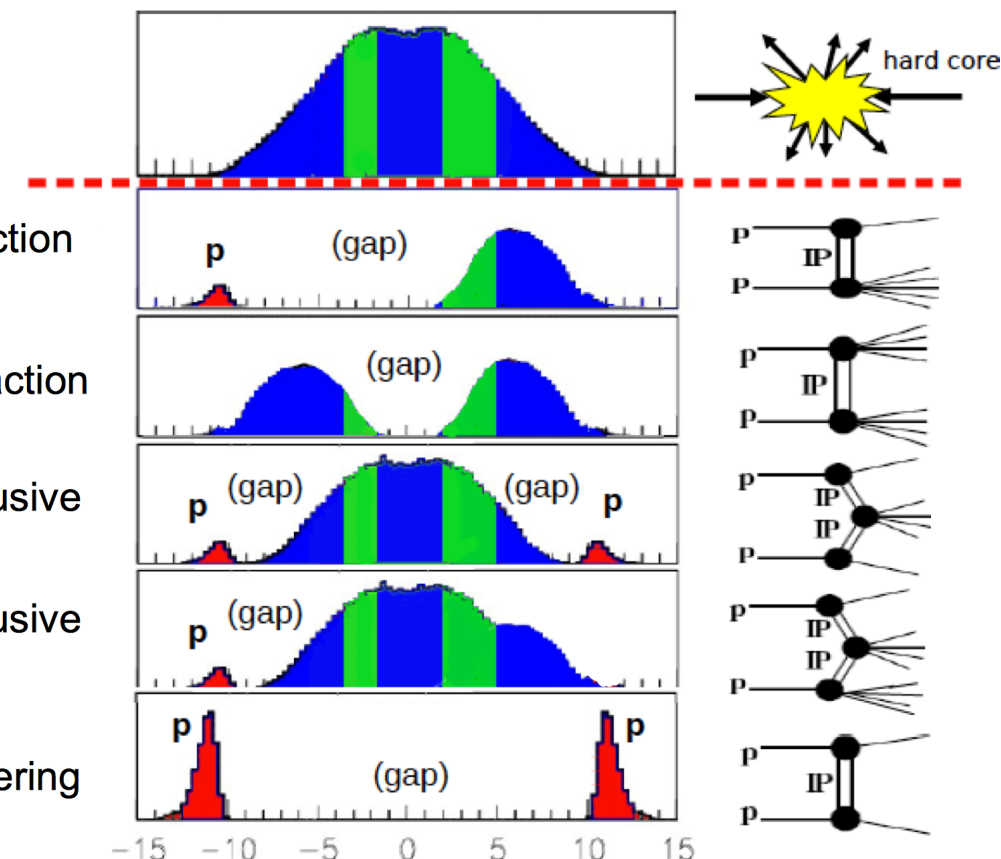 hard core
ction
p
(gap)
p
IP
p
action
(gap)
p
IP
p
usive
p
(gap)
(gap)
p
p
IP
IP
p
usive
p
(gap)
p
IP
IP
p
ering
p
(gap)
p
p
IP
p
−15 −10 −5 0 5 10 15